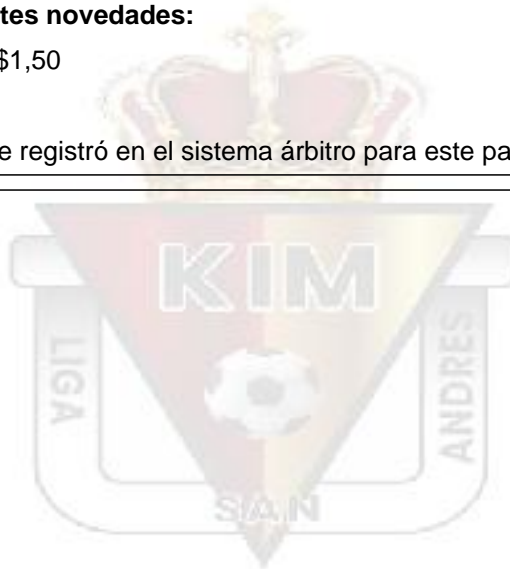 tes novedades:
$1,50
e registró en el sistema árbitro para este pa
KIM
LIGA
ANDRES
SAN